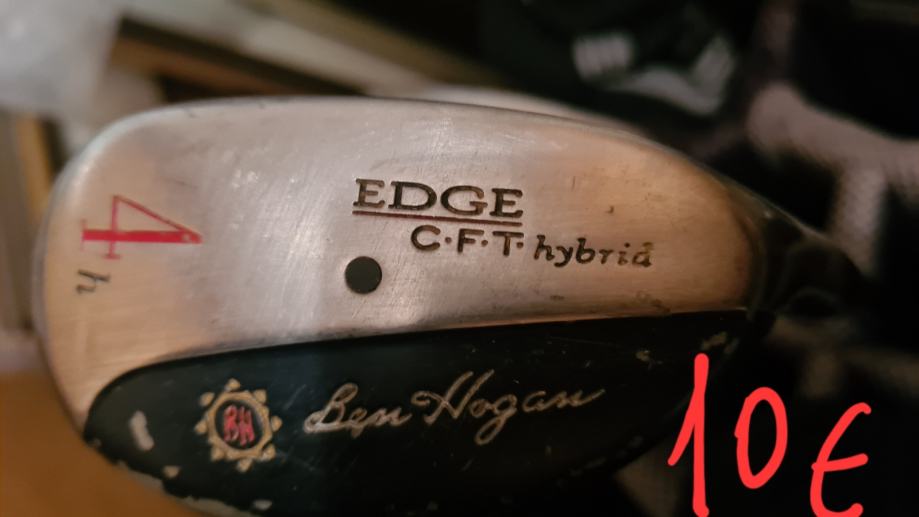 EDGE
C·F·T· hybrid
4
h
BH
Ben Hogan
10€